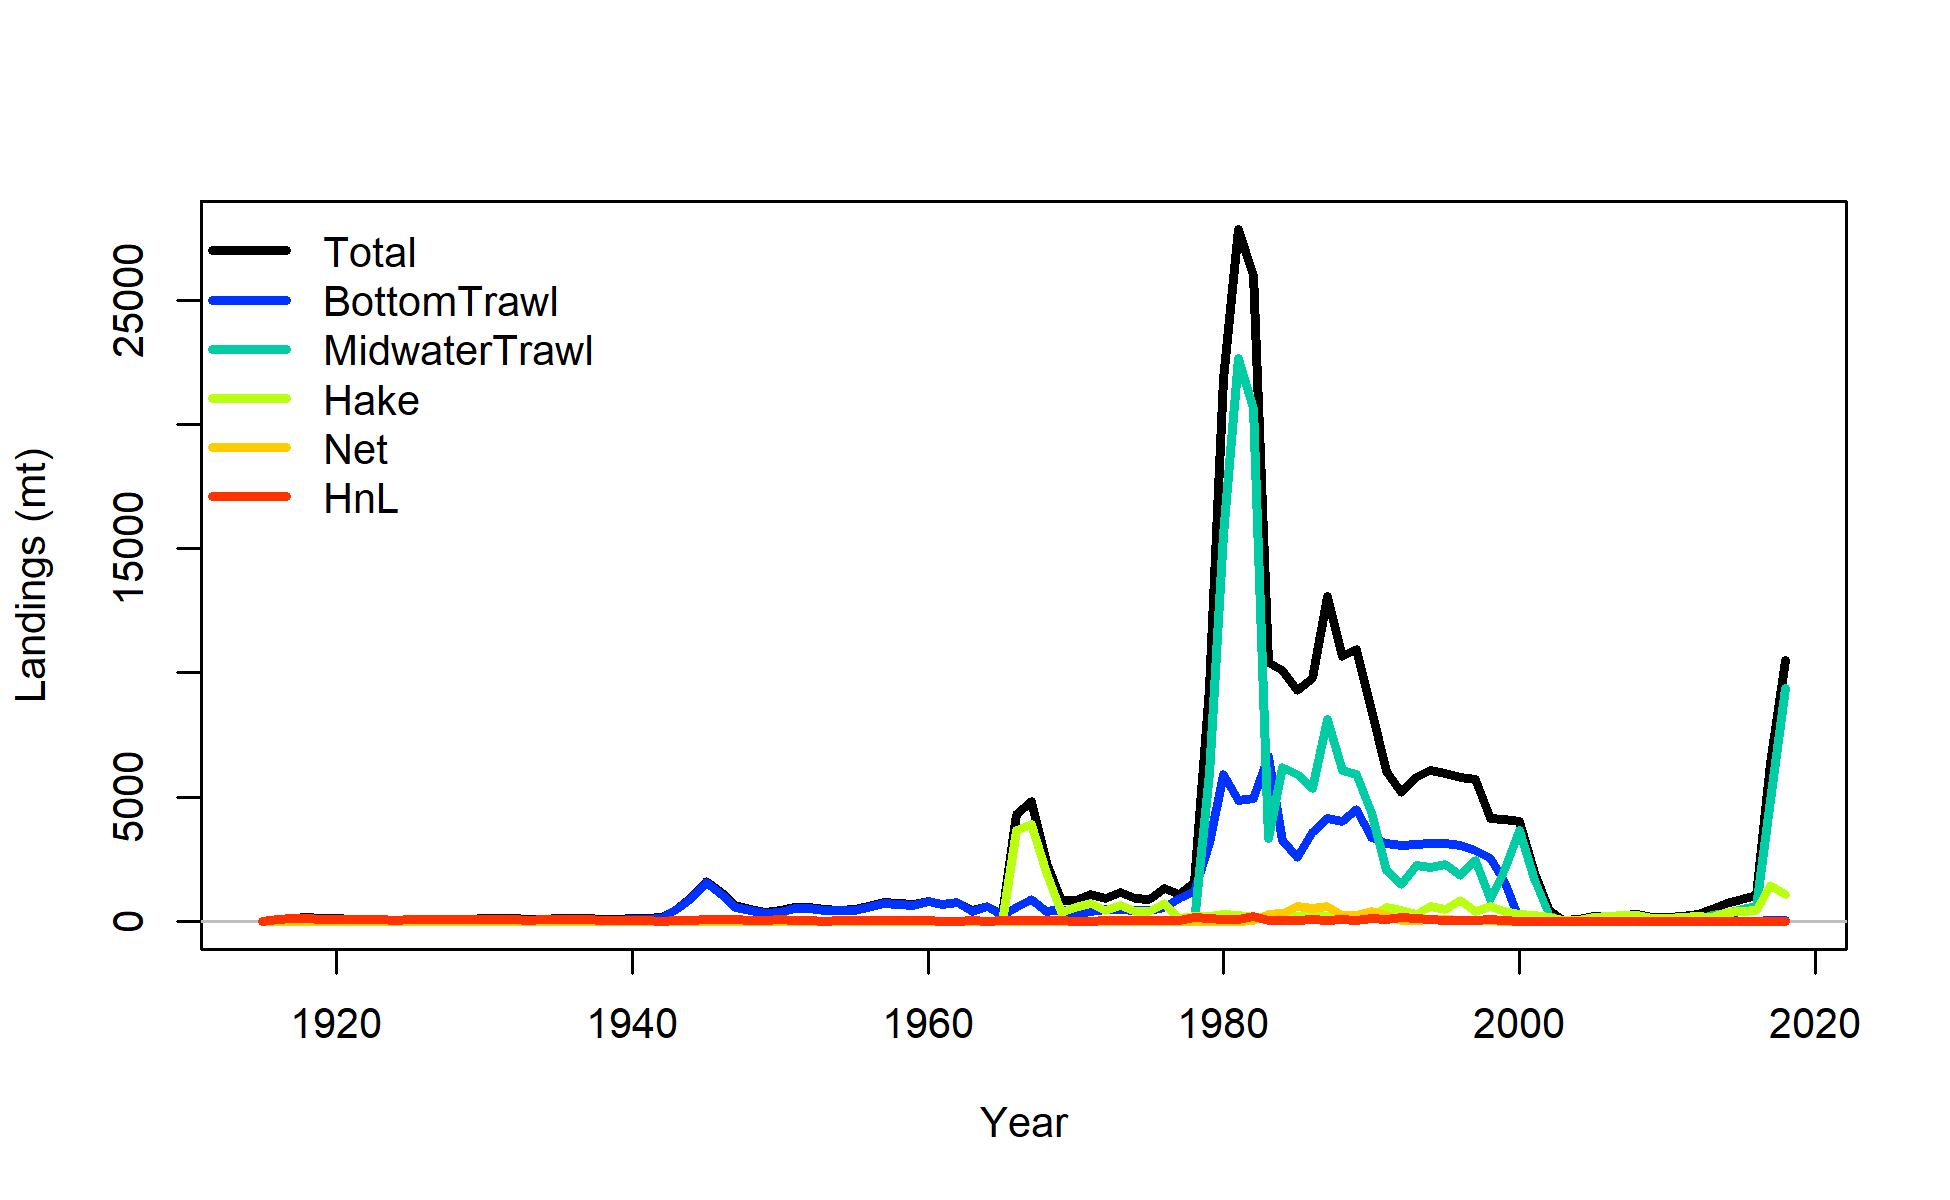 Total
BottomTrawl
MidwaterTrawl
Hake
Net
HnL
Landings (mt)
25000
15000
5000
0
1920 1940 1960 1980 2000 2020
Year